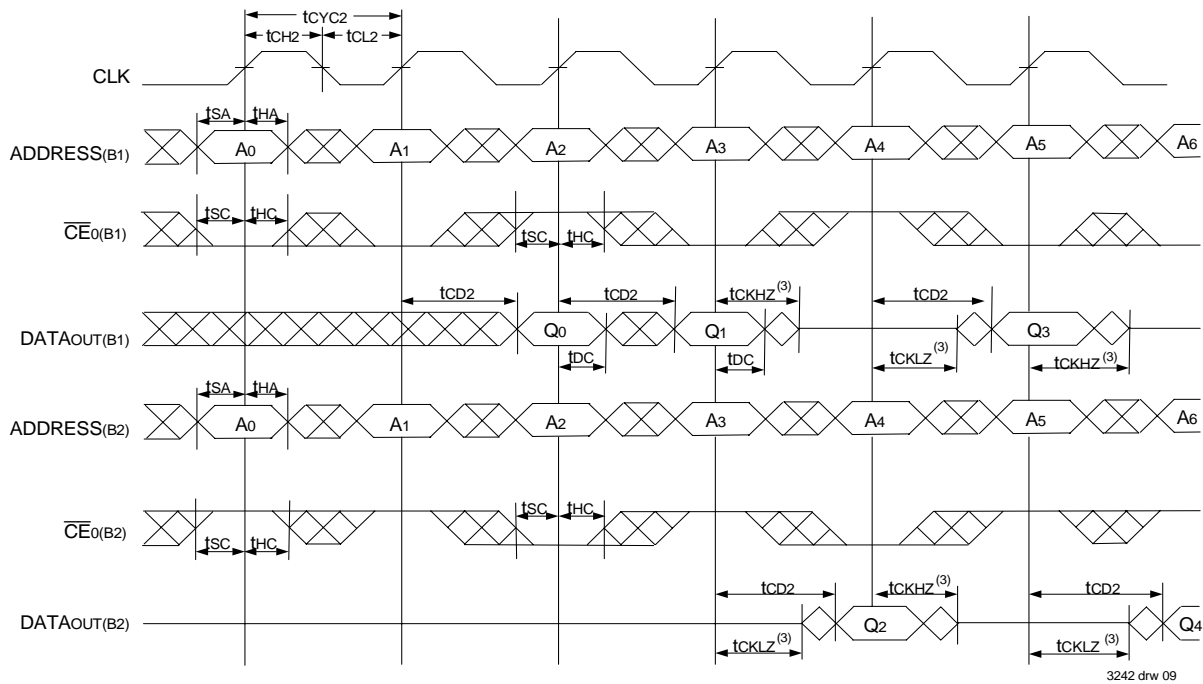 tCYC2
tCH2 tCL2
CLK
tSA tHA
ADDRESS(B1) A0 A1 A2 A3 A4 A5 A6
tSC tHC
CE0(B1)
tSC tHC
tCD2 tCD2 tCKHZ(3) tCD2
DATAOUT(B1) Q0 Q1 Q3
tDC tDC tCKLZ(3) tCKHZ(3)
tSA tHA
ADDRESS(B2) A0 A1 A2 A3 A4 A5 A6
tSC tHC
CE0(B2)
tSC tHC
tCD2 tCKHZ(3) tCD2
DATAOUT(B2) Q2 Q4
tCKLZ(3) tCKLZ(3)
3242 drw 09